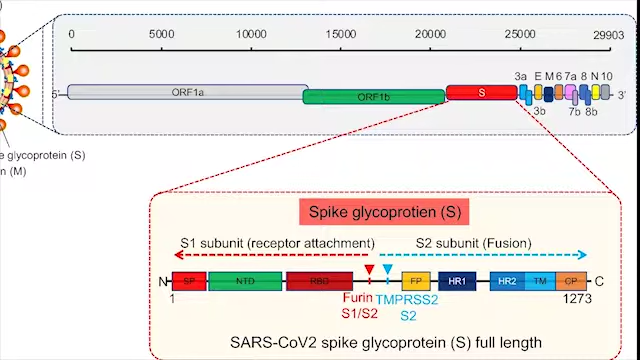 0 5000 10000 15000 20000 25000 29903
3a E M 6 7a 8 N 10
5' ORF1a ORF1b S 3'
3b 7b 8b
e glycoprotein (S)
n (M)
Spike glycoprotien (S)
S1 subunit (receptor attachment) S2 subunit (Fusion)
N SP NTD RBD FP HR1 HR2 TM CP C
1 Furin TMPRSS2 1273
S1/S2 S2
SARS-CoV2 spike glycoprotein (S) full length